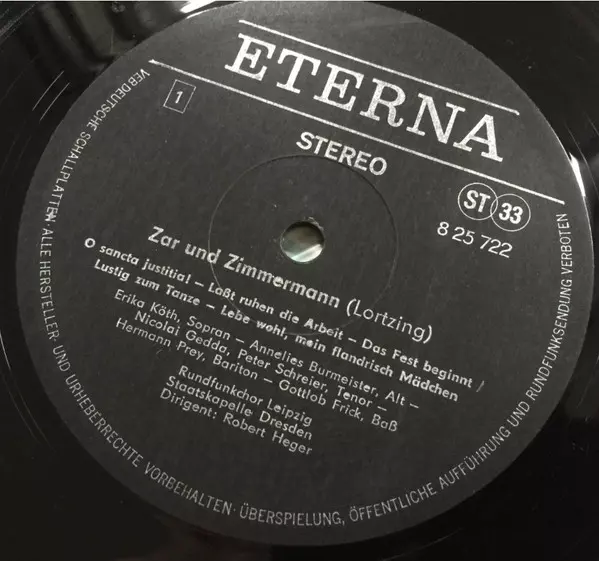 ETERNA
1
STEREO
ST 33
8 25 722
Zar und Zimmermann (Lortzing)
O sancta justitia! – Laßt ruhen die Arbeit – Das Fest beginnt /
Lustig zum Tanze – Lebe wohl, mein flandrisch Mädchen
Erika Köth, Sopran – Annelies Burmeister, Alt –
Nicolai Gedda, Peter Schreier, Tenor –
Hermann Prey, Bariton – Gottlob Frick, Baß
Rundfunkchor Leipzig
Staatskapelle Dresden
Dirigent: Robert Heger
VEB DEUTSCHE SCHALLPLATTEN · ALLE HERSTELLER- UND URHEBERRECHTE VORBEHALTEN · ÜBERSPIELUNG, ÖFFENTLICHE AUFFÜHRUNG UND RUNDFUNKSENDUNG VERBOTEN